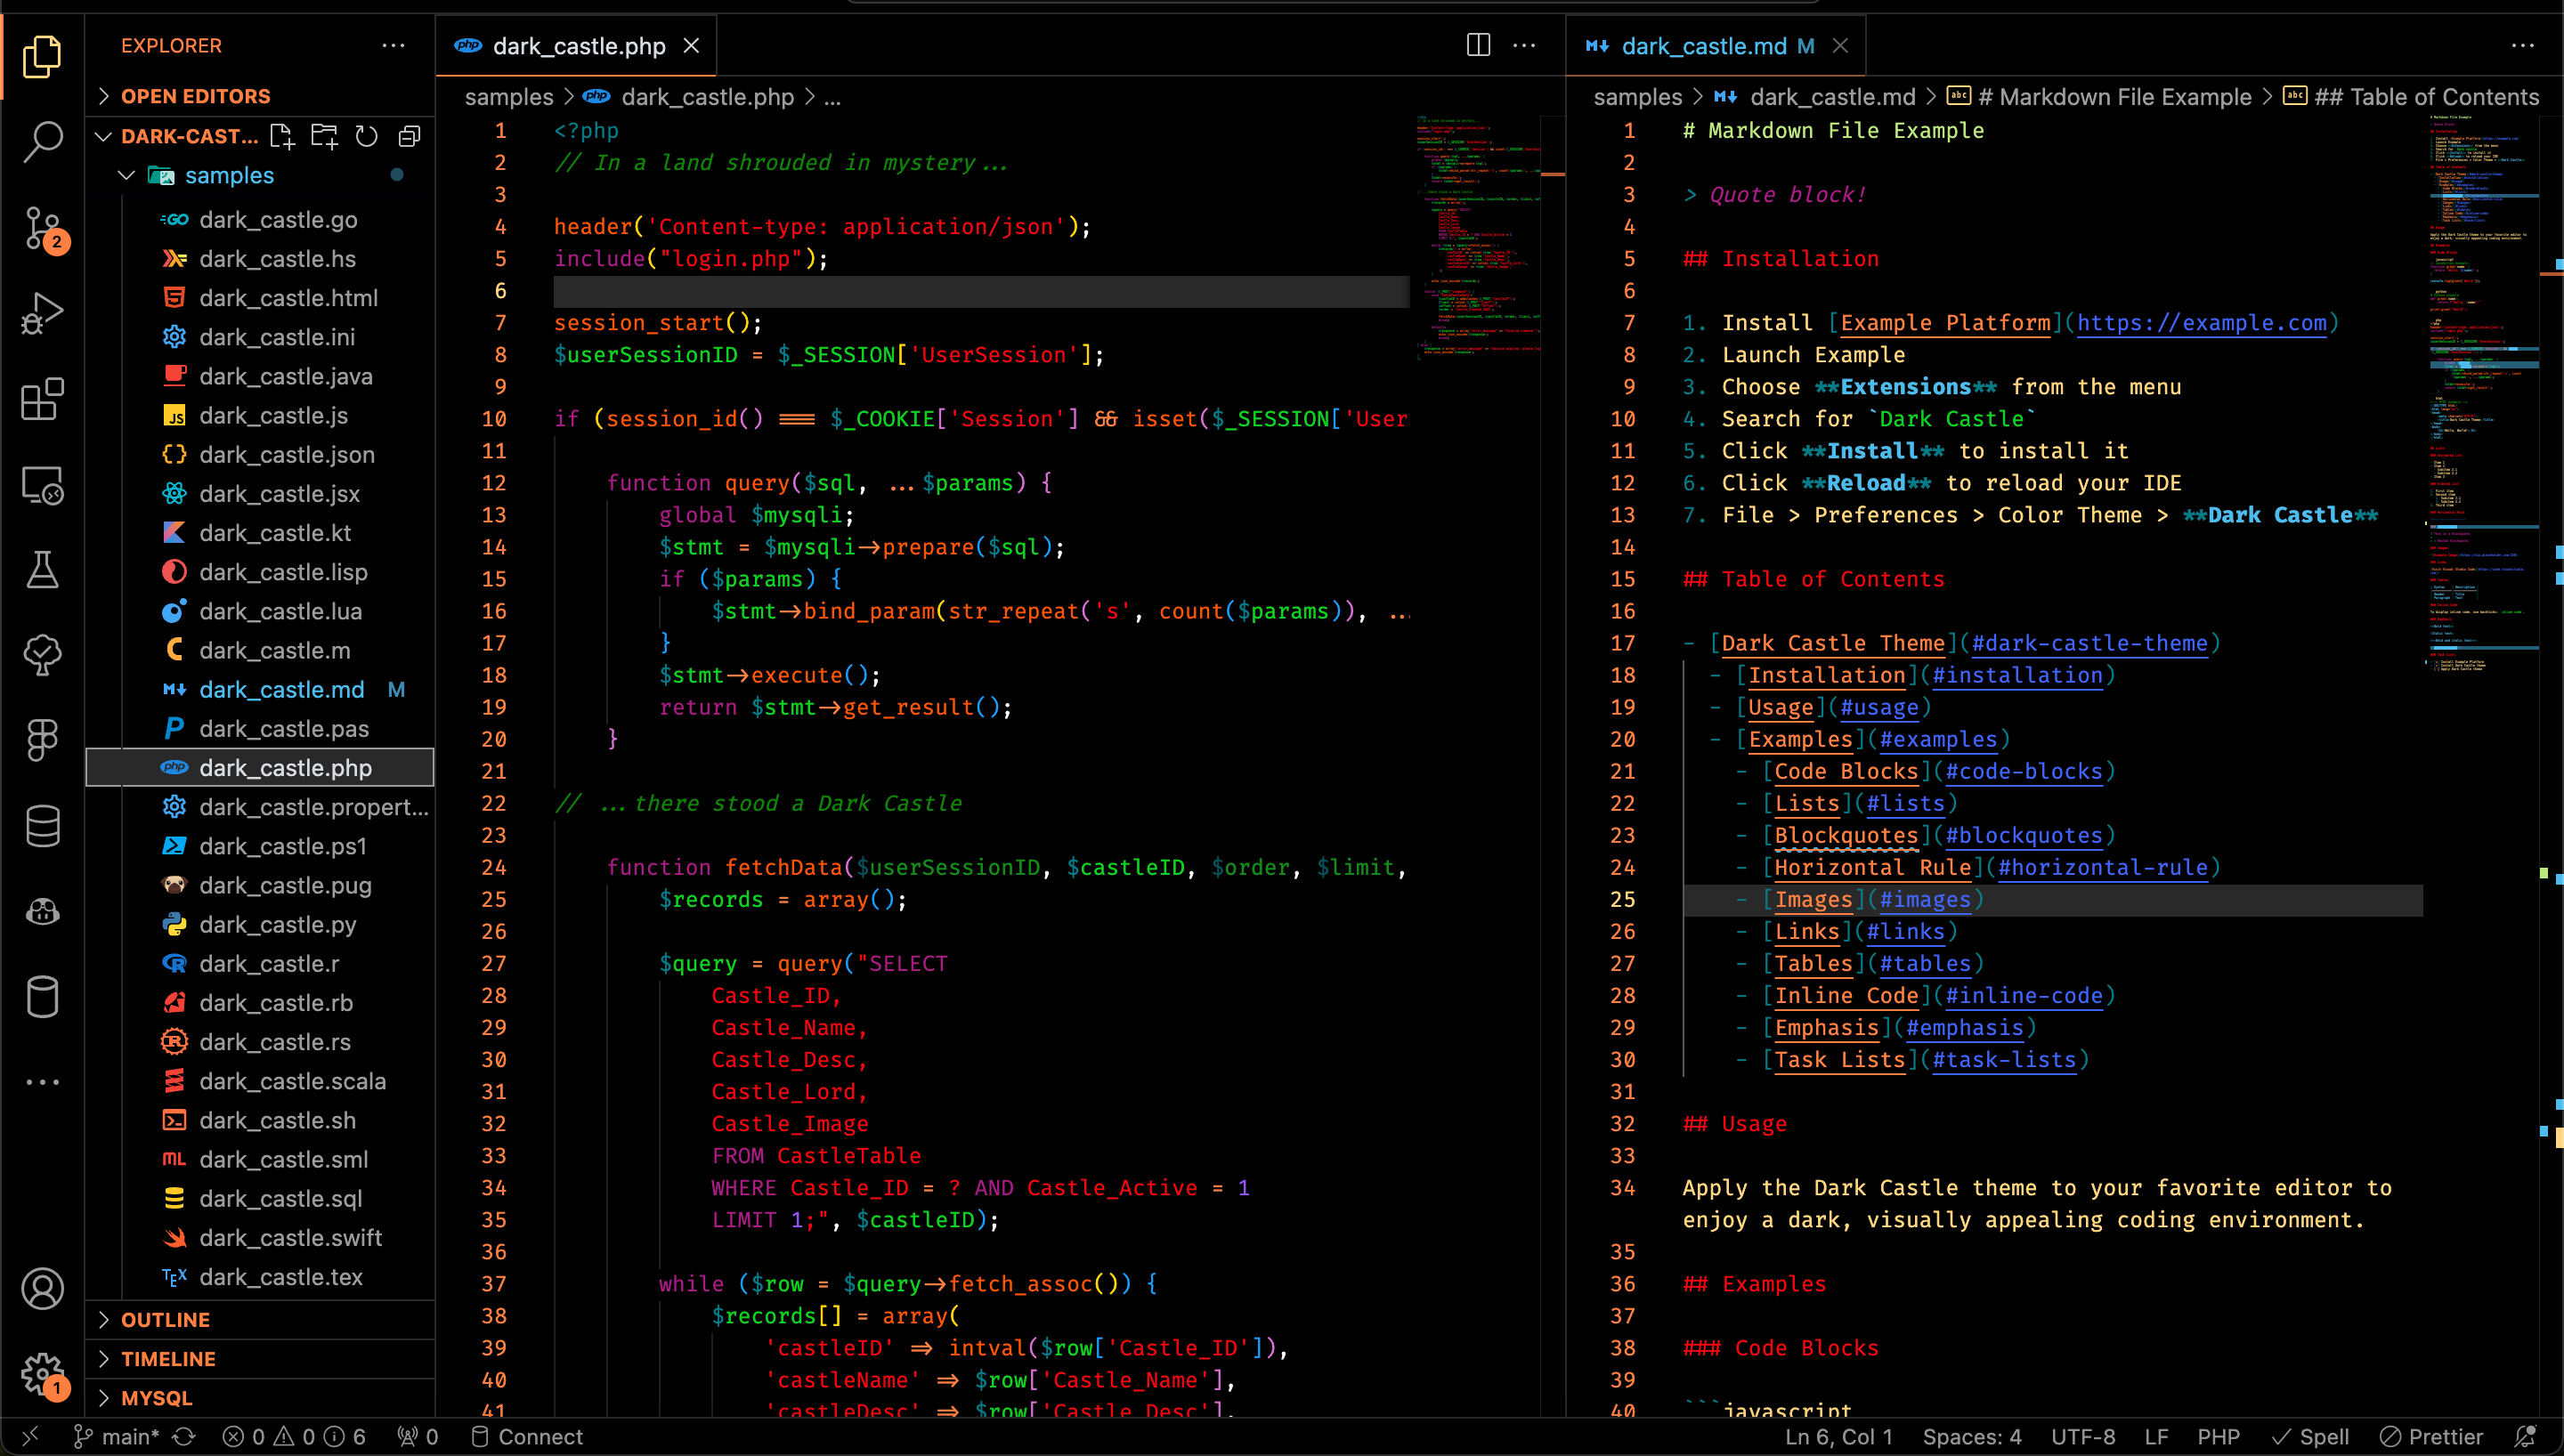 EXPLORER
OPEN EDITORS
DARK-CAST...
samples
dark_castle.go
dark_castle.hs
dark_castle.html
dark_castle.ini
dark_castle.java
dark_castle.js
dark_castle.json
dark_castle.jsx
dark_castle.kt
dark_castle.lisp
dark_castle.lua
dark_castle.m
dark_castle.md M
dark_castle.pas
dark_castle.php
dark_castle.propert...
dark_castle.ps1
dark_castle.pug
dark_castle.py
dark_castle.r
dark_castle.rb
dark_castle.rs
dark_castle.scala
dark_castle.sh
dark_castle.sml
dark_castle.sql
dark_castle.swift
dark_castle.tex
OUTLINE
TIMELINE
MYSQL
2
1
php dark_castle.php
samples > php dark_castle.php > ...
1 <?php
2 // In a land shrouded in mystery...
3
4 header('Content-type: application/json');
5 include("login.php");
6
7 session_start();
8 $userSessionID = $_SESSION['UserSession'];
9
10 if (session_id() === $_COOKIE['Session'] && isset($_SESSION['User
11
12 function query($sql, ...$params) {
13 global $mysqli;
14 $stmt = $mysqli->prepare($sql);
15 if ($params) {
16 $stmt->bind_param(str_repeat('s', count($params)), ...
17 }
18 $stmt->execute();
19 return $stmt->get_result();
20 }
21
22 // ...there stood a Dark Castle
23
24 function fetchData($userSessionID, $castleID, $order, $limit,
25 $records = array();
26
27 $query = query("SELECT
28 Castle_ID,
29 Castle_Name,
30 Castle_Desc,
31 Castle_Lord,
32 Castle_Image
33 FROM CastleTable
34 WHERE Castle_ID = ? AND Castle_Active = 1
35 LIMIT 1;", $castleID);
36
37 while ($row = $query->fetch_assoc()) {
38 $records[] = array(
39 'castleID' => intval($row['Castle_ID']),
40 'castleName' => $row['Castle_Name'],
41 'castleDesc' => $row['Castle_Desc'],
dark_castle.md M
samples > dark_castle.md > # Markdown File Example > ## Table of Contents
1 # Markdown File Example
2
3 > Quote block!
4
5 ## Installation
6
7 1. Install [Example Platform](https://example.com)
8 2. Launch Example
9 3. Choose **Extensions** from the menu
10 4. Search for `Dark Castle`
11 5. Click **Install** to install it
12 6. Click **Reload** to reload your IDE
13 7. File > Preferences > Color Theme > **Dark Castle**
14
15 ## Table of Contents
16
17 - [Dark Castle Theme](#dark-castle-theme)
18 - [Installation](#installation)
19 - [Usage](#usage)
20 - [Examples](#examples)
21 - [Code Blocks](#code-blocks)
22 - [Lists](#lists)
23 - [Blockquotes](#blockquotes)
24 - [Horizontal Rule](#horizontal-rule)
25 - [Images](#images)
26 - [Links](#links)
27 - [Tables](#tables)
28 - [Inline Code](#inline-code)
29 - [Emphasis](#emphasis)
30 - [Task Lists](#task-lists)
31
32 ## Usage
33
34 Apply the Dark Castle theme to your favorite editor to
enjoy a dark, visually appealing coding environment.
35
36 ## Examples
37
38 ### Code Blocks
39
40 ```javascript
main* 0 0 6 0 Connect
Ln 6, Col 1 Spaces: 4 UTF-8 LF PHP Spell Prettier